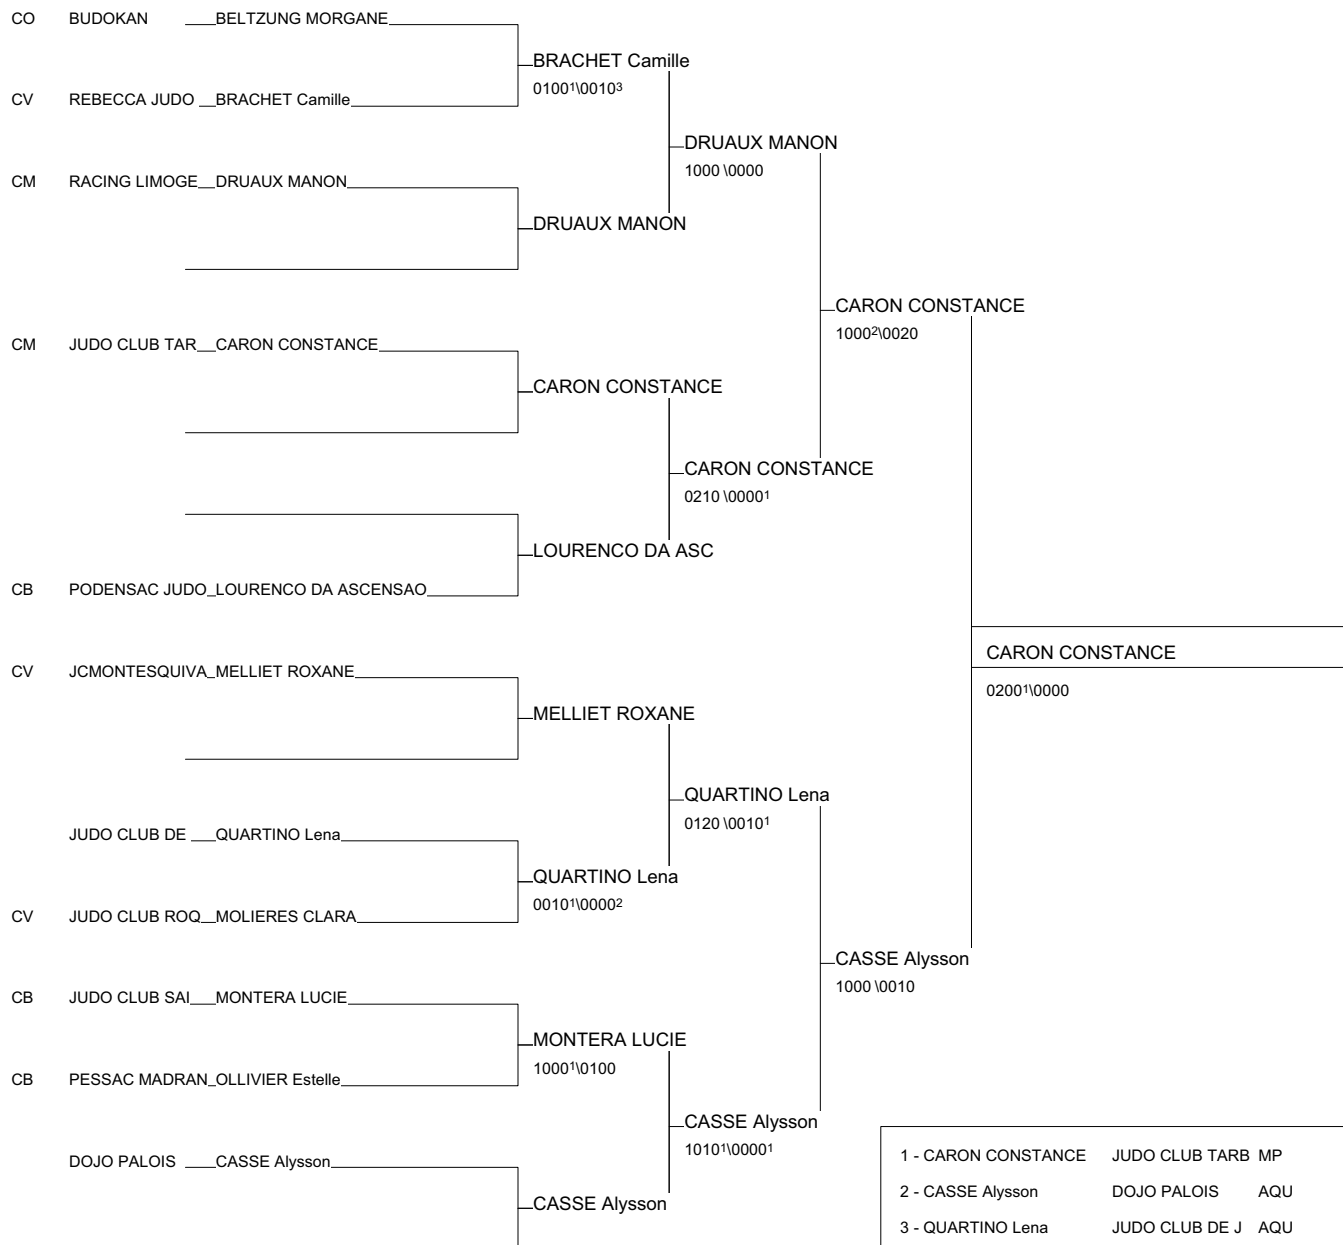 CO BUDOKAN BELTZUNG MORGANE
BRACHET Camille
0100¹\0010³
CV REBECCA JUDO BRACHET Camille
DRUAUX MANON
1000 \0000
CM RACING LIMOGE DRUAUX MANON
DRUAUX MANON
CARON CONSTANCE
1000²\0020
CM JUDO CLUB TAR CARON CONSTANCE
CARON CONSTANCE
CARON CONSTANCE
0210 \0000¹
LOURENCO DA ASC
CB PODENSAC JUDO LOURENCO DA ASCENSAO
CARON CONSTANCE
0200¹\0000
CV JCMONTESQUIVA MELLIET ROXANE
MELLIET ROXANE
QUARTINO Lena
0120 \0010¹
JUDO CLUB DE QUARTINO Lena
QUARTINO Lena
0010¹\0000²
CV JUDO CLUB ROQ MOLIERES CLARA
CASSE Alysson
1000 \0010
CB JUDO CLUB SAI MONTERA LUCIE
MONTERA LUCIE
1000¹\0100
CB PESSAC MADRAN OLLIVIER Estelle
CASSE Alysson
1010¹\0000¹
DOJO PALOIS CASSE Alysson
CASSE Alysson
1 - CARON CONSTANCE JUDO CLUB TARB MP
2 - CASSE Alysson DOJO PALOIS AQU
3 - QUARTINO Lena JUDO CLUB DE J AQU